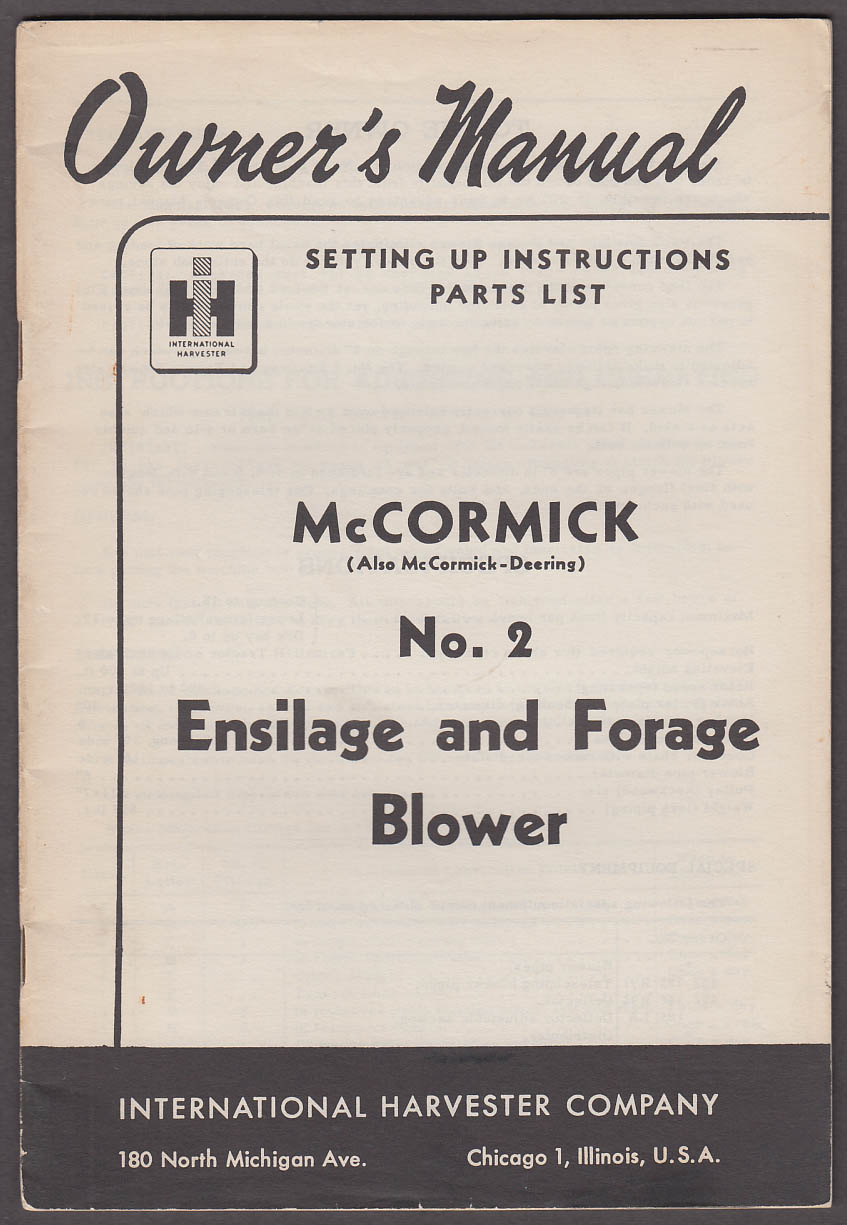 Owner's Manual
SETTING UP INSTRUCTIONS
PARTS LIST
IH
INTERNATIONAL
HARVESTER
McCORMICK
(Also McCormick-Deering)
No. 2
Ensilage and Forage
Blower
INTERNATIONAL HARVESTER COMPANY
180 North Michigan Ave. Chicago 1, Illinois, U.S.A.